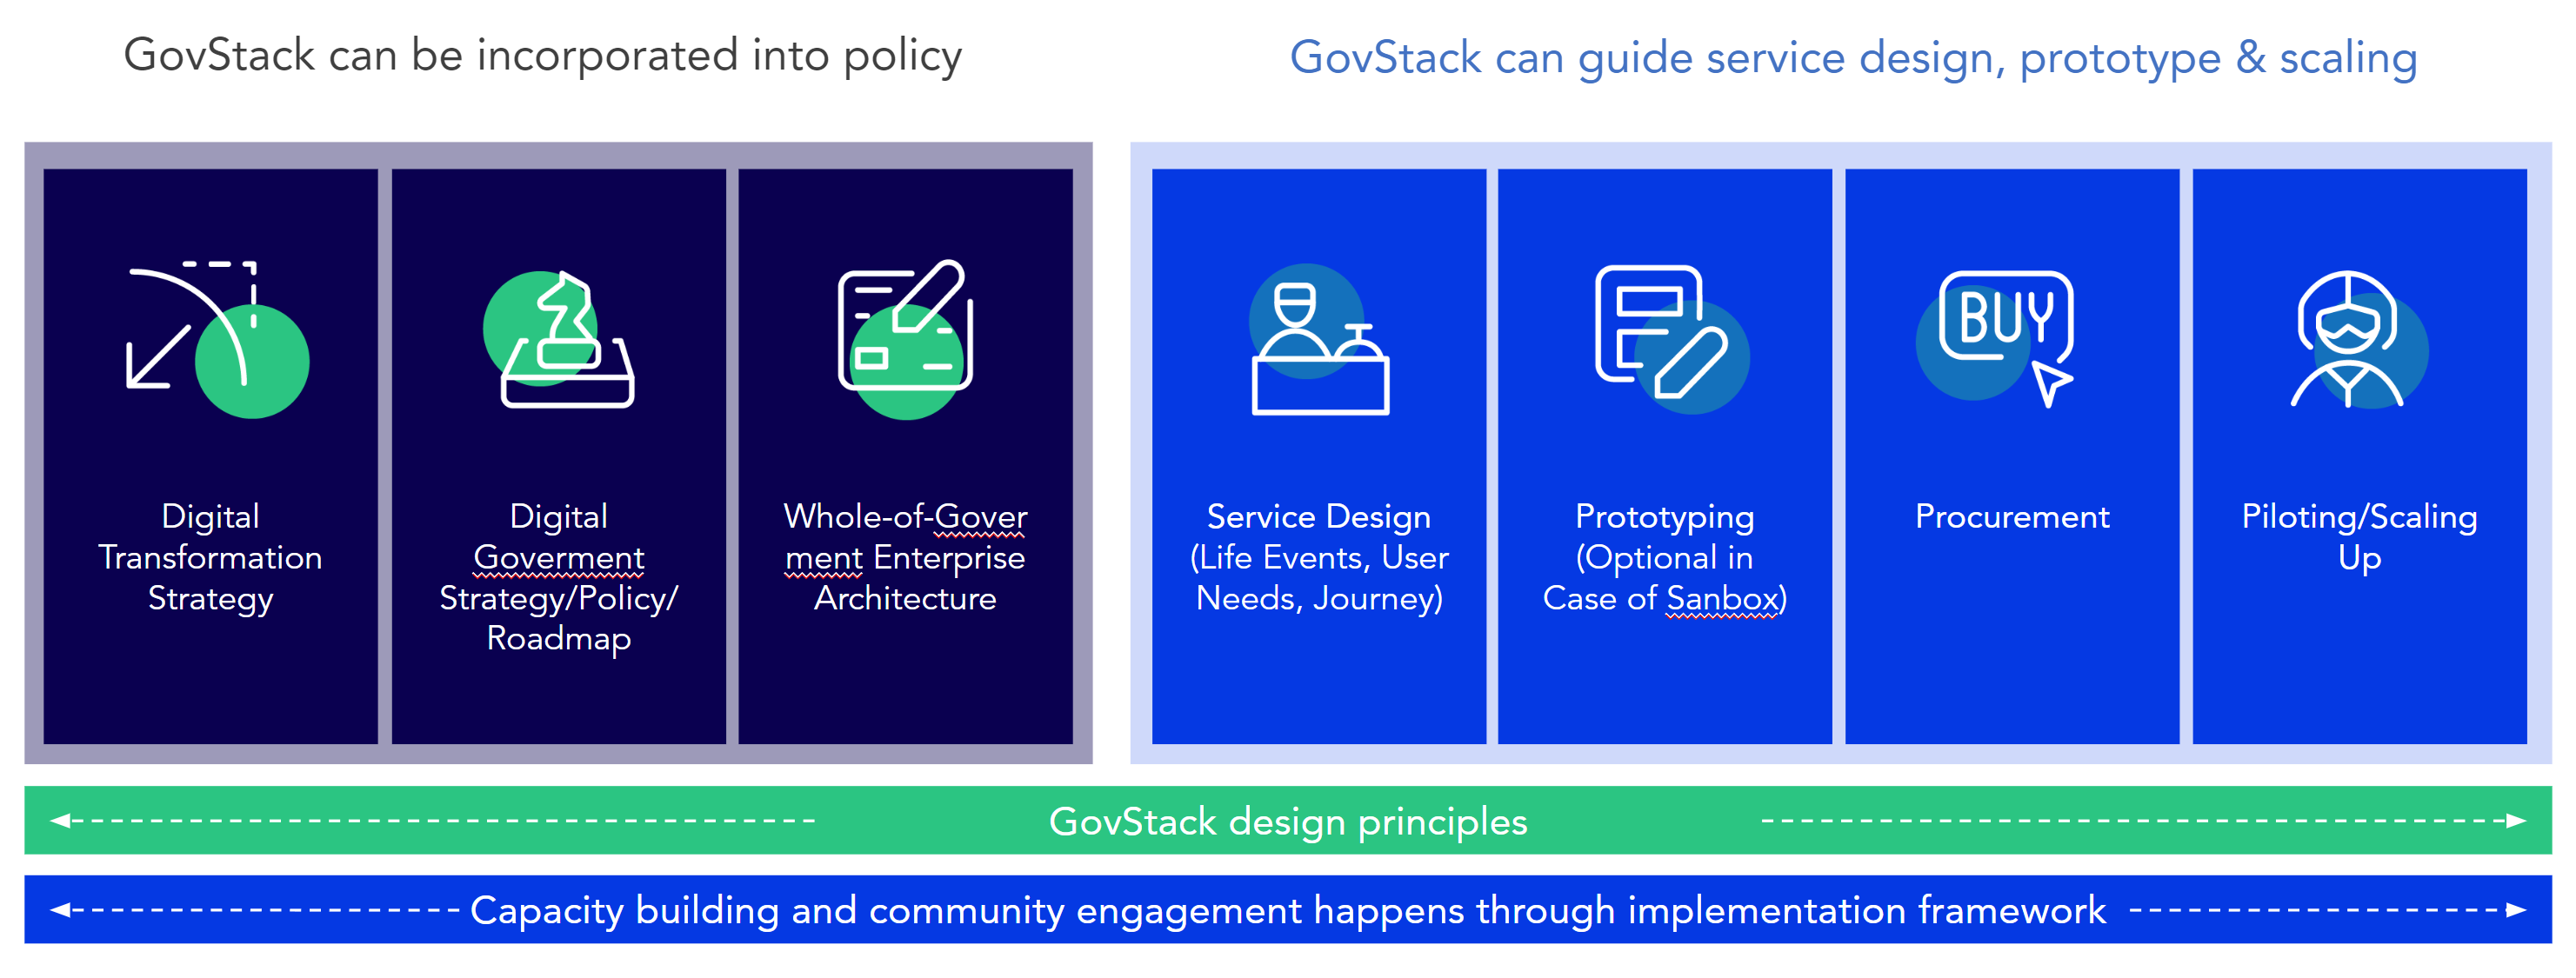 GovStack can be incorporated into policy
GovStack can guide service design, prototype & scaling
Digital
Transformation
Strategy
Digital
Goverment
Strategy/Policy/
Roadmap
Whole-of-Gover
ment Enterprise
Architecture
Service Design
(Life Events, User
Needs, Journey)
Prototyping
(Optional in
Case of Sanbox)
BUY
Procurement
Piloting/Scaling
Up
GovStack design principles
Capacity building and community engagement happens through implementation framework